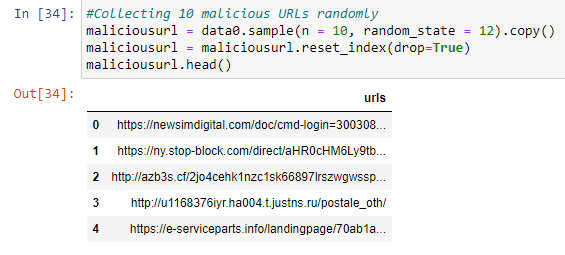 In [34]: #Collecting 10 malicious URLs randomly
maliciousurl = data0.sample(n = 10, random_state = 12).copy()
maliciousurl = maliciousurl.reset_index(drop=True)
maliciousurl.head()
Out[34]:
urls
0 https://newsimdigital.com/doc/cmd-login=300308...
1 https://ny.stop-block.com/direct/aHR0cHM6Ly9tb...
2 http://azb3s.cf/2jo4cehk1nzc1sk66897lrszwgwssp...
3 http://u1168376iyr.ha004.t.justns.ru/postale_oth/
4 https://e-serviceparts.info/landingpage/70ab1a...